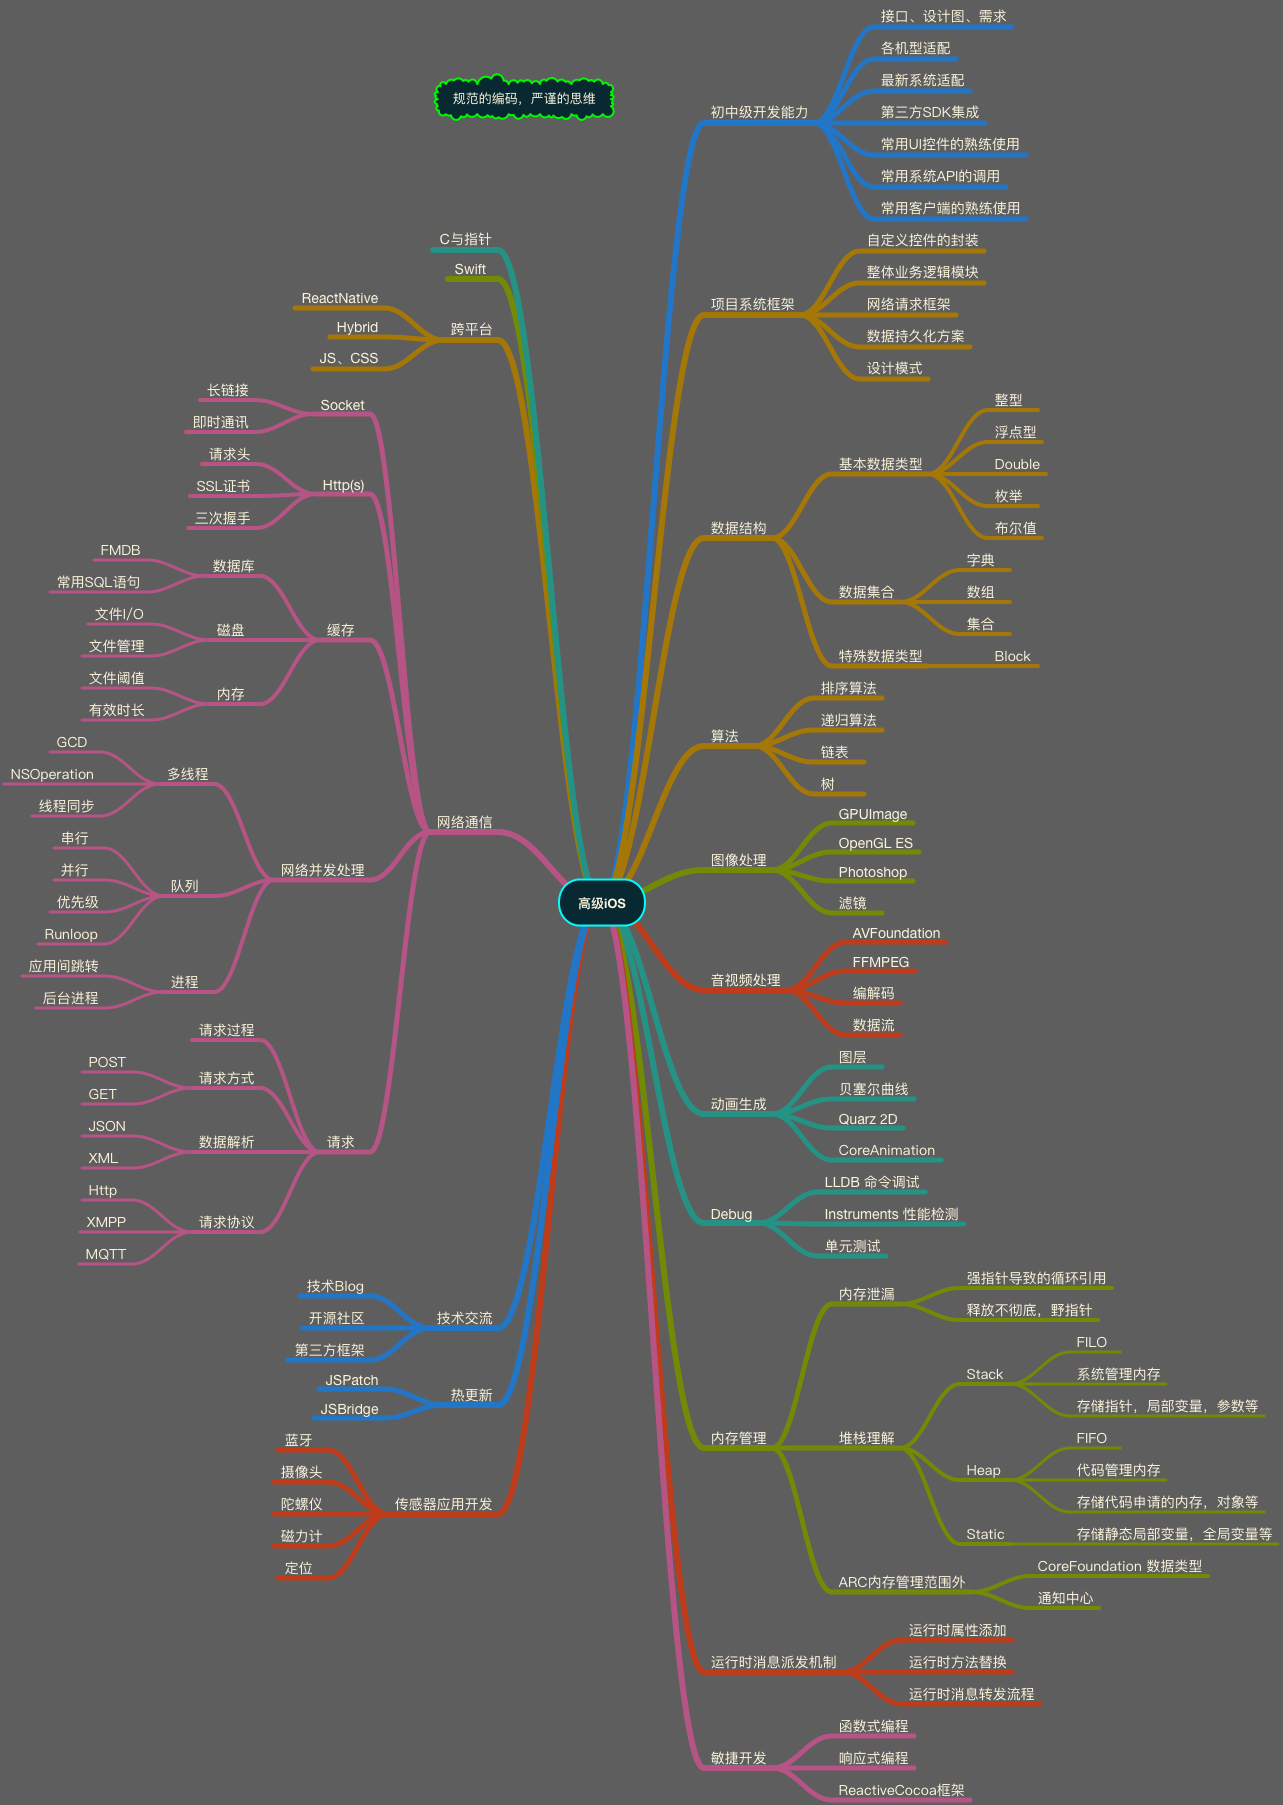 规范的编码，严谨的思维
高级iOS
初中级开发能力
接口、设计图、需求
各机型适配
最新系统适配
第三方SDK集成
常用UI控件的熟练使用
常用系统API的调用
常用客户端的熟练使用
项目系统框架
自定义控件的封装
整体业务逻辑模块
网络请求框架
数据持久化方案
设计模式
数据结构
基本数据类型
整型
浮点型
Double
枚举
布尔值
数据集合
字典
数组
集合
特殊数据类型
Block
算法
排序算法
递归算法
链表
树
图像处理
GPUImage
OpenGL ES
Photoshop
滤镜
音视频处理
AVFoundation
FFMPEG
编解码
数据流
动画生成
图层
贝塞尔曲线
Quarz 2D
CoreAnimation
Debug
LLDB 命令调试
Instruments 性能检测
单元测试
内存管理
内存泄漏
强指针导致的循环引用
释放不彻底，野指针
堆栈理解
Stack
FILO
系统管理内存
存储指针，局部变量，参数等
Heap
FIFO
代码管理内存
存储代码申请的内存，对象等
Static
存储静态局部变量，全局变量等
ARC内存管理范围外
CoreFoundation 数据类型
通知中心
运行时消息派发机制
运行时属性添加
运行时方法替换
运行时消息转发流程
敏捷开发
函数式编程
响应式编程
ReactiveCocoa框架
C与指针
Swift
跨平台
ReactNative
Hybrid
JS、CSS
网络通信
Socket
长链接
即时通讯
Http(s)
请求头
SSL证书
三次握手
缓存
数据库
FMDB
常用SQL语句
磁盘
文件I/O
文件管理
内存
文件阈值
有效时长
网络并发处理
多线程
GCD
NSOperation
线程同步
队列
串行
并行
优先级
Runloop
进程
应用间跳转
后台进程
请求
请求过程
请求方式
POST
GET
数据解析
JSON
XML
请求协议
Http
XMPP
MQTT
技术交流
技术Blog
开源社区
第三方框架
热更新
JSPatch
JSBridge
传感器应用开发
蓝牙
摄像头
陀螺仪
磁力计
定位